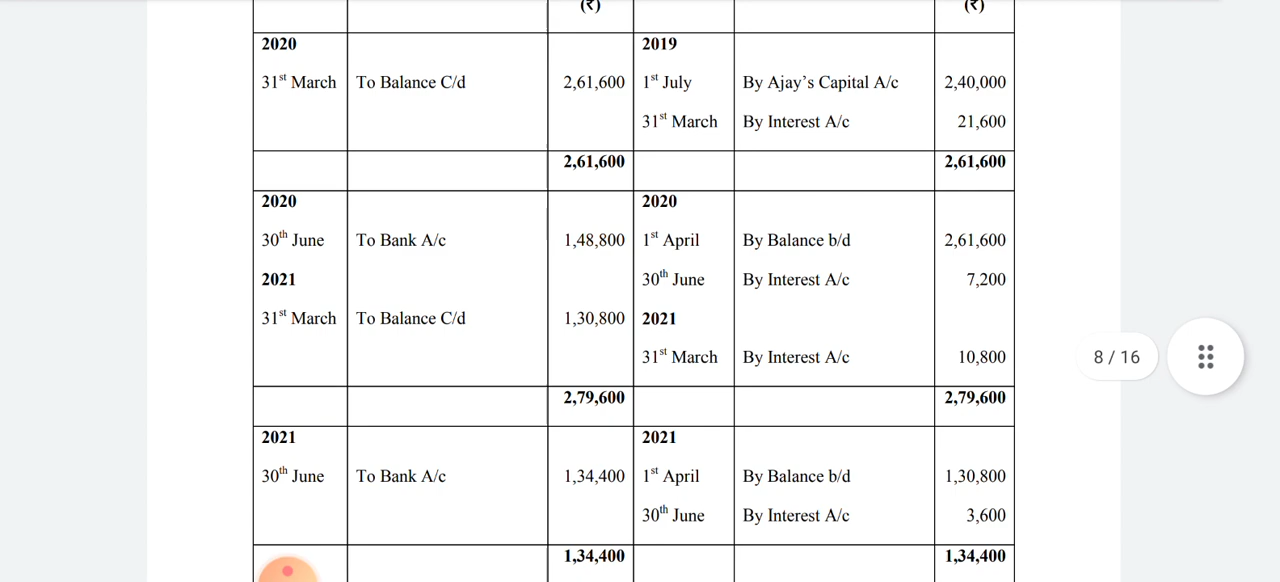 (₹) (₹)
2020 2019
31st March To Balance C/d 2,61,600 1st July By Ajay’s Capital A/c 2,40,000
31st March By Interest A/c 21,600
2,61,600 2,61,600
2020 2020
30th June To Bank A/c 1,48,800 1st April By Balance b/d 2,61,600
2021 30th June By Interest A/c 7,200
31st March To Balance C/d 1,30,800 2021
31st March By Interest A/c 10,800
2,79,600 2,79,600
2021 2021
30th June To Bank A/c 1,34,400 1st April By Balance b/d 1,30,800
30th June By Interest A/c 3,600
1,34,400 1,34,400
8 / 16